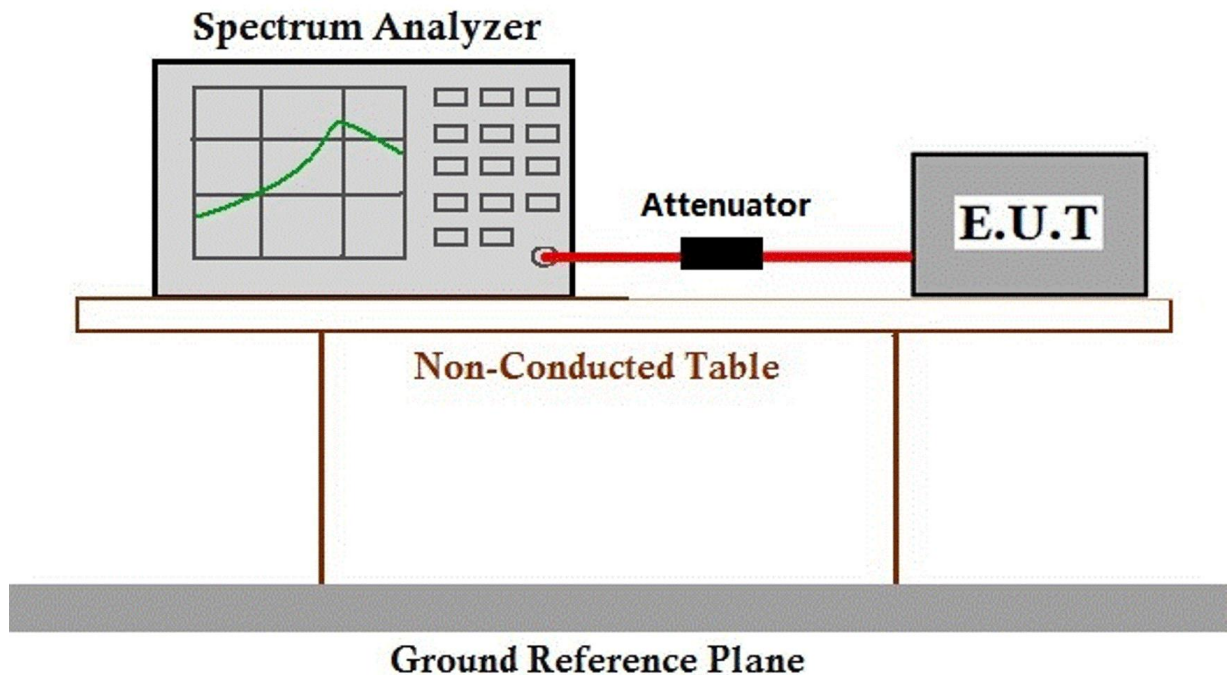 Spectrum Analyzer
Attenuator
E.U.T
Non-Conducted Table
Ground Reference Plane